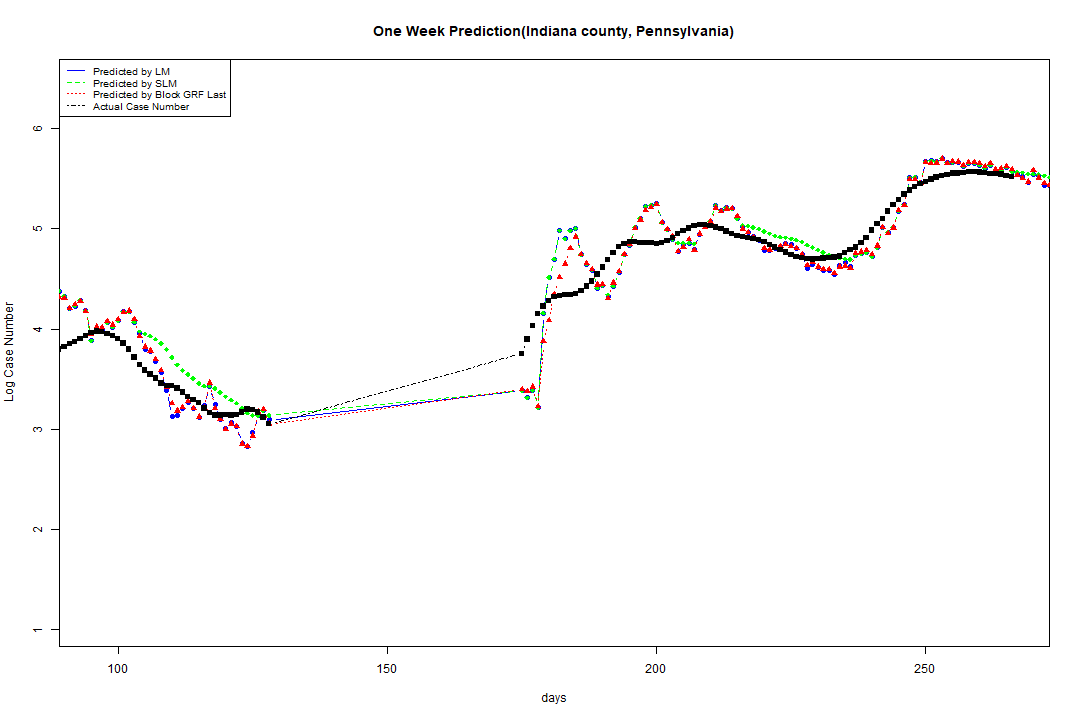 One Week Prediction(Indiana county, Pennsylvania)
Predicted by LM
Predicted by SLM
Predicted by Block GRF Last
Actual Case Number
Log Case Number
6
5
4
3
2
1
100 150 200 250
days